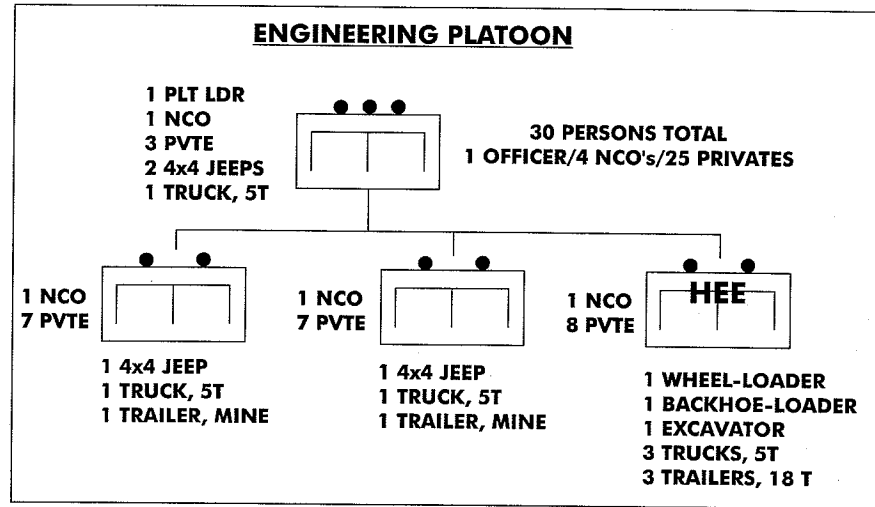 ENGINEERING PLATOON
1 PLT LDR
1 NCO
3 PVTE
2 4x4 JEEPS
1 TRUCK, 5T
30 PERSONS TOTAL
1 OFFICER/4 NCO's/25 PRIVATES
1 NCO
7 PVTE
1 4x4 JEEP
1 TRUCK, 5T
1 TRAILER, MINE
1 NCO
7 PVTE
1 4x4 JEEP
1 TRUCK, 5T
1 TRAILER, MINE
HEE
1 NCO
8 PVTE
1 WHEEL-LOADER
1 BACKHOE-LOADER
1 EXCAVATOR
3 TRUCKS, 5T
3 TRAILERS, 18 T